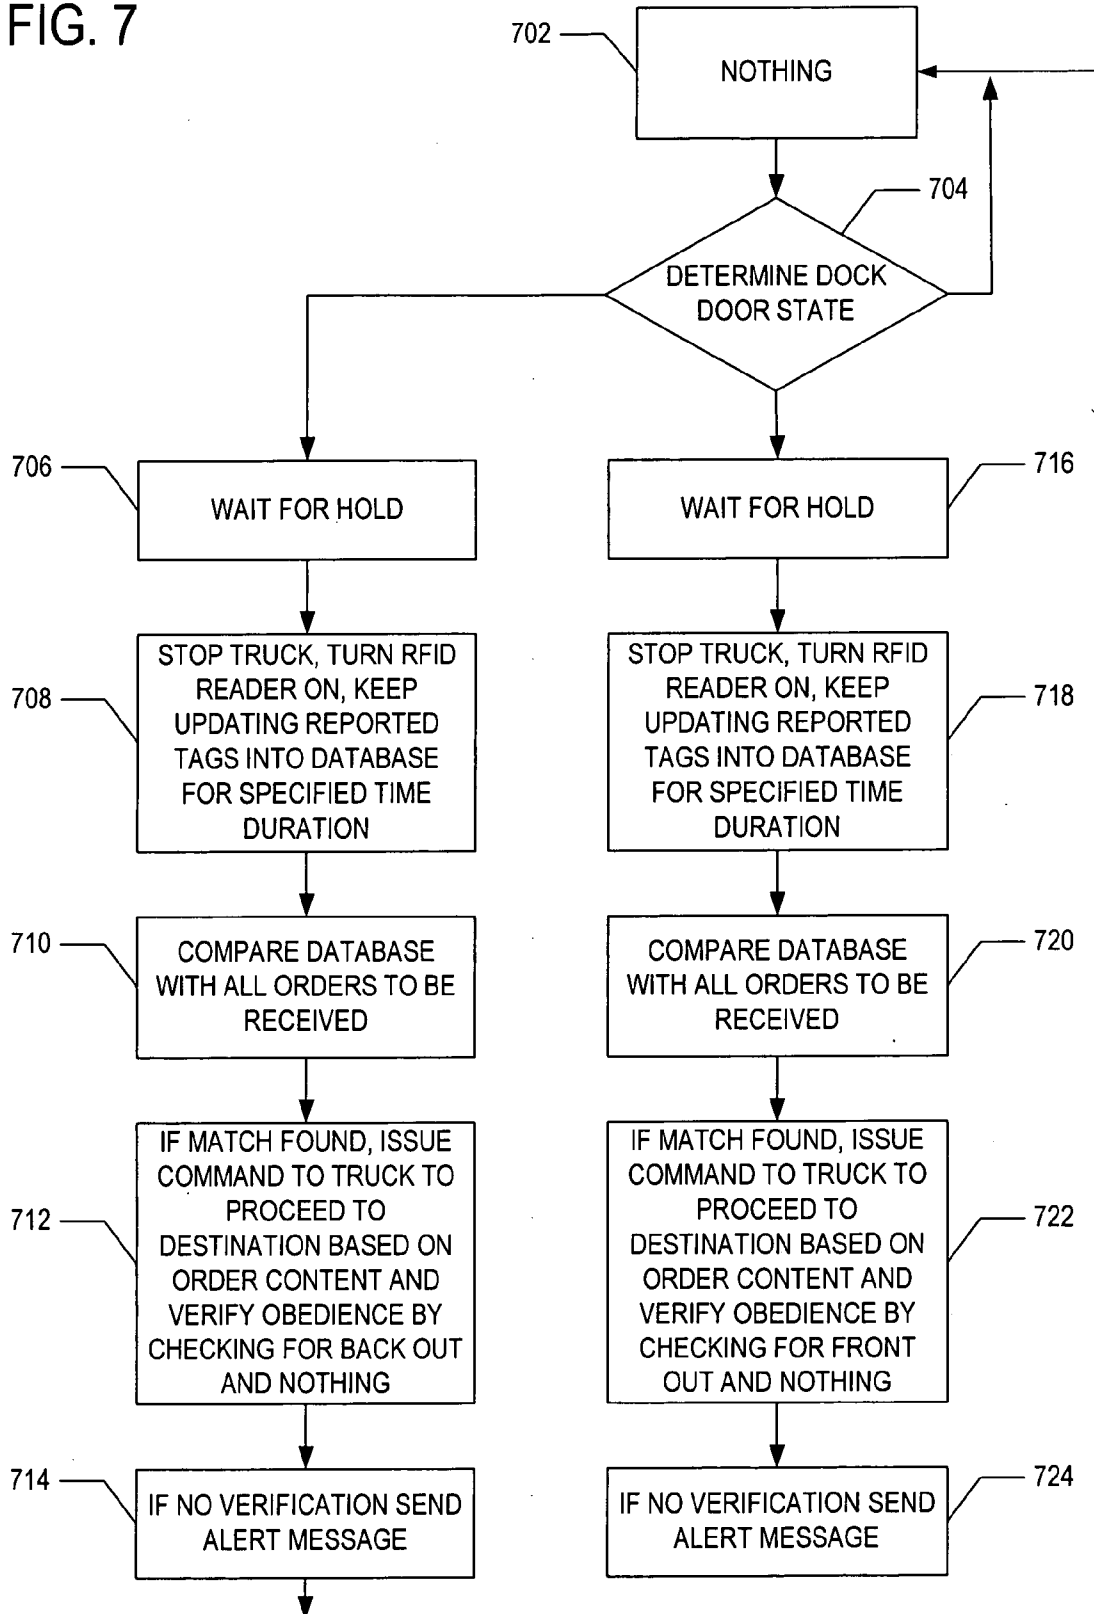 FIG. 7
702
NOTHING
704
DETERMINE DOCK
DOOR STATE
706
WAIT FOR HOLD
716
WAIT FOR HOLD
708
STOP TRUCK, TURN RFID
READER ON, KEEP
UPDATING REPORTED
TAGS INTO DATABASE
FOR SPECIFIED TIME
DURATION
718
STOP TRUCK, TURN RFID
READER ON, KEEP
UPDATING REPORTED
TAGS INTO DATABASE
FOR SPECIFIED TIME
DURATION
710
COMPARE DATABASE
WITH ALL ORDERS TO BE
RECEIVED
720
COMPARE DATABASE
WITH ALL ORDERS TO BE
RECEIVED
712
IF MATCH FOUND, ISSUE
COMMAND TO TRUCK TO
PROCEED TO
DESTINATION BASED ON
ORDER CONTENT AND
VERIFY OBEDIENCE BY
CHECKING FOR BACK OUT
AND NOTHING
722
IF MATCH FOUND, ISSUE
COMMAND TO TRUCK TO
PROCEED TO
DESTINATION BASED ON
ORDER CONTENT AND
VERIFY OBEDIENCE BY
CHECKING FOR FRONT
OUT AND NOTHING
714
IF NO VERIFICATION SEND
ALERT MESSAGE
724
IF NO VERIFICATION SEND
ALERT MESSAGE